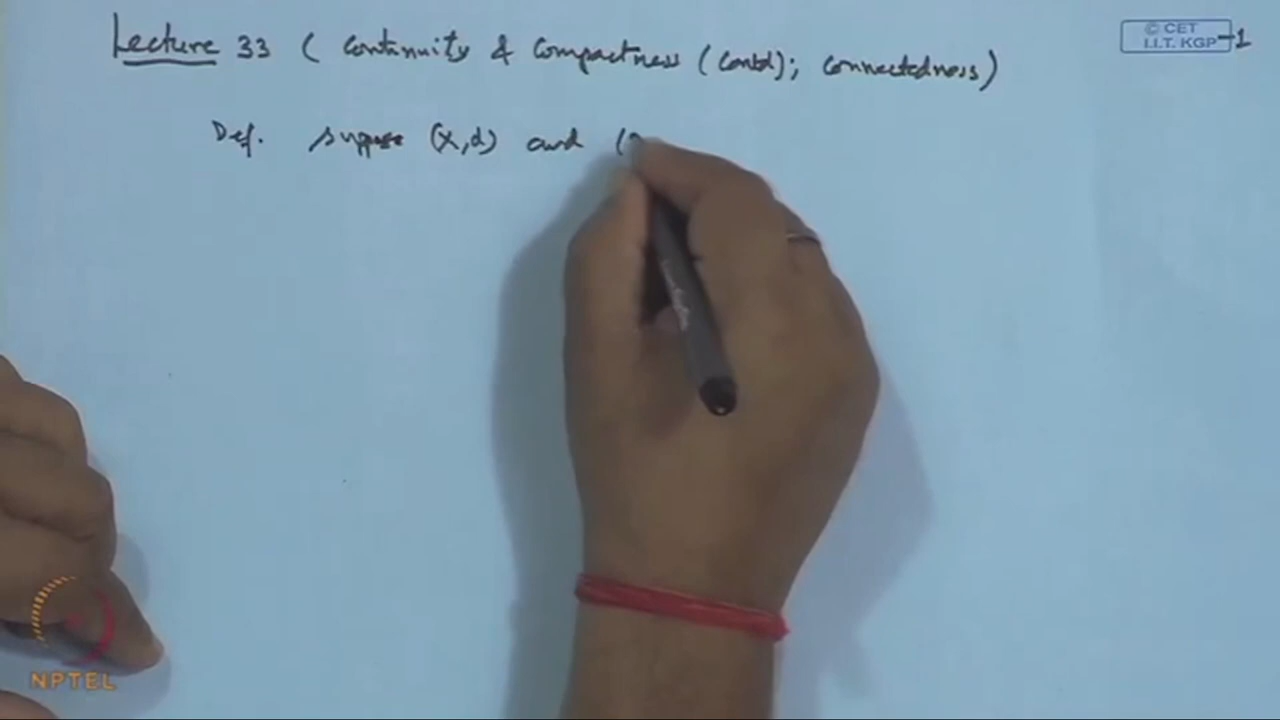 Lecture 33 ( Continuity & Compactness (Contd); Connectedness)
© CET
I.I.T. KGP
-1
Def. Suppose (X,d) and (
NPTEL